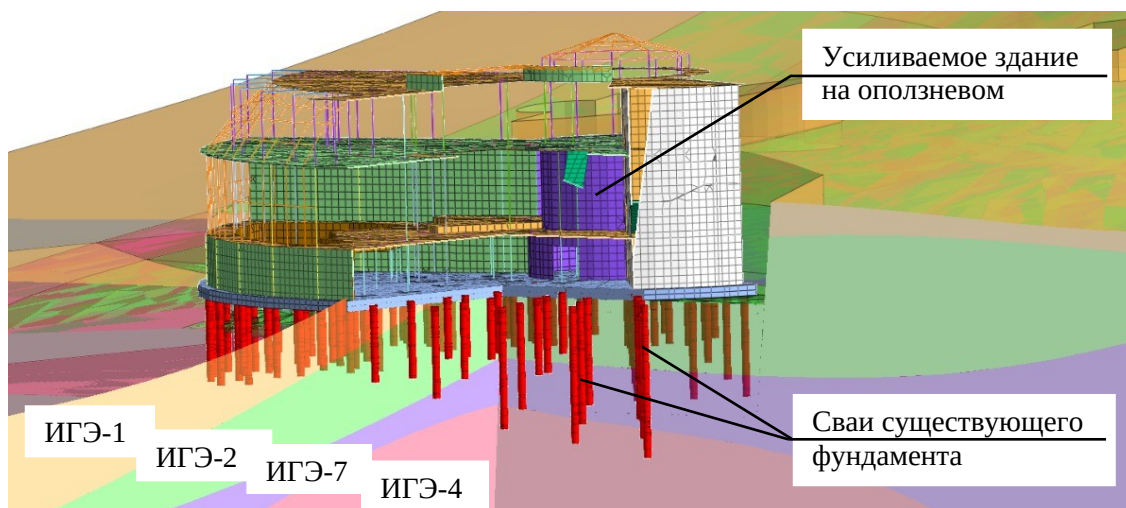 Усиливаемое здание
на оползневом
Сваи существующего
фундамента
ИГЭ-1
ИГЭ-2
ИГЭ-7
ИГЭ-4